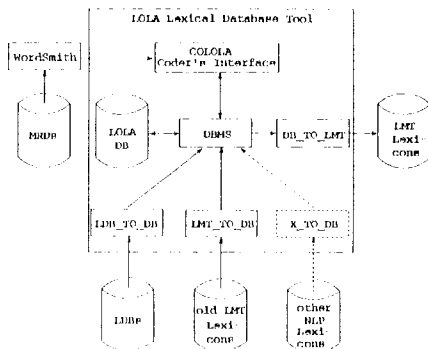 LOLA Lexical Database Tool
WordSmith
COLOLA
Coder's Interface
MRDs
LOLA
DB
DBMS
DB_TO_LMT
LMT
Lexi-
cons
LDB_TO_DB
LMT_TO_DB
X_TO_DB
LDBs
old LMT
Lexi-
cons
other
NLP
Lexi-
cons